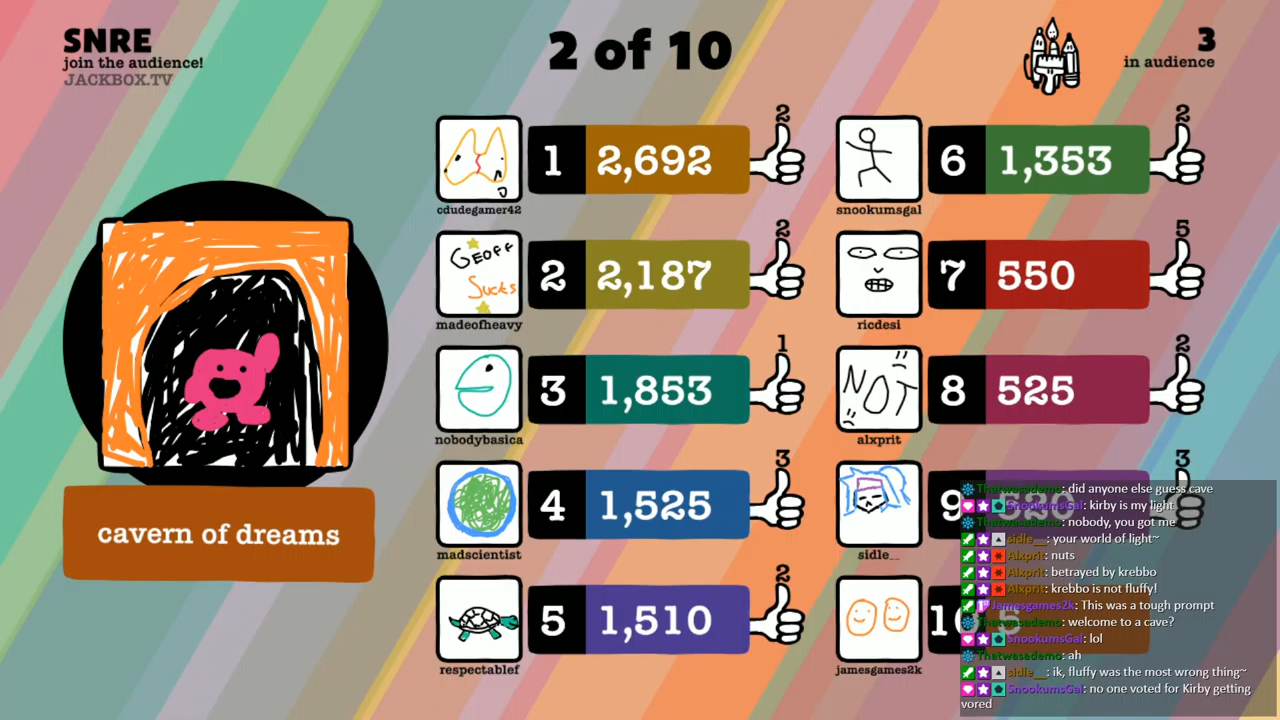 SNRE
join the audience!
JACKBOX.TV
2 of 10
3
in audience
cavern of dreams
cdudegamer42
1
2,692
2
GEOFF
Sucks
madeofheavy
2
2,187
2
nobodybasica
3
1,853
1
madscientist
4
1,525
3
respectablef
5
1,510
2
snookumsgal
6
1,353
2
ricdesi
7
550
5
NOT
alxprit
8
525
2
sidle__
9
3
jamesgames2k
Thatwasademo: did anyone else guess cave
SnookumsGal: kirby is my light
Thatwasademo: nobody, you got me
sidle__: your world of light~
Alxprit: nuts
Alxprit: betrayed by krebbo
Alxprit: krebbo is not fluffy!
Jamesgames2k: This was a tough prompt
Thatwasademo: welcome to a cave?
SnookumsGal: lol
Thatwasademo: ah
sidle__: ik, fluffy was the most wrong thing~
SnookumsGal: no one voted for Kirby getting
vored